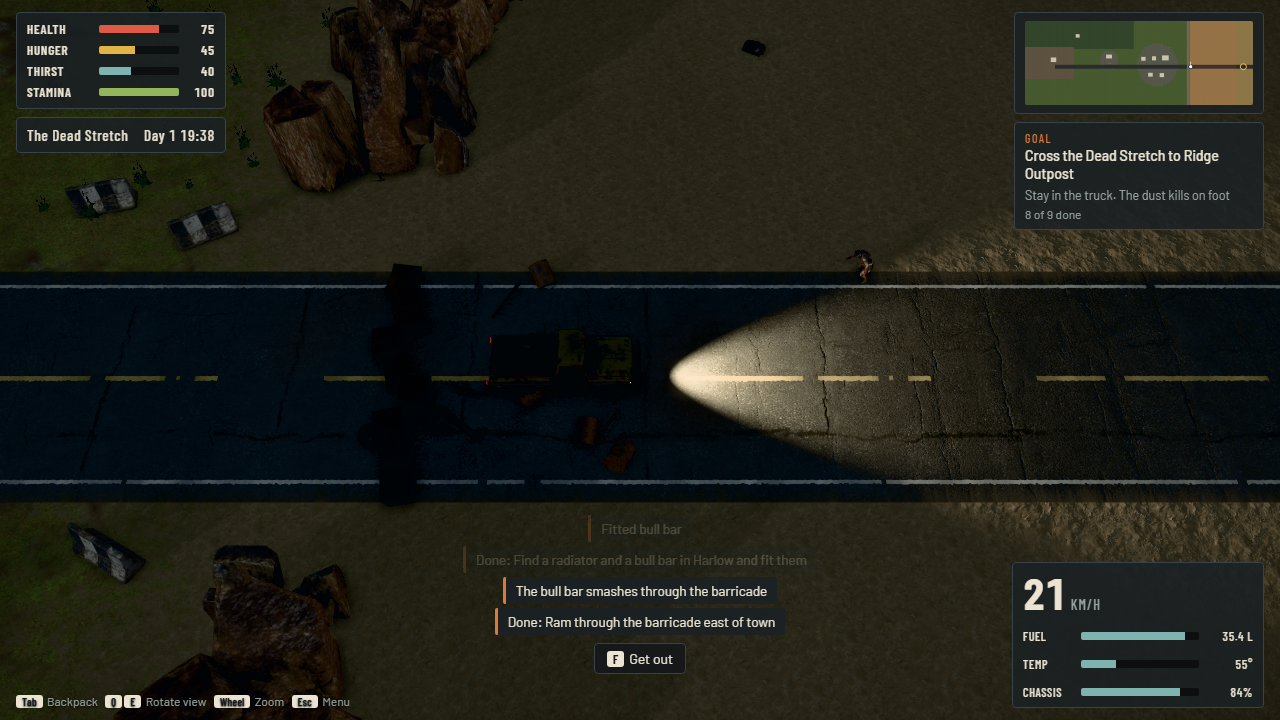 HEALTH 75
HUNGER 45
THIRST 40
STAMINA 100
The Dead Stretch Day 1 19:38
GOAL
Cross the Dead Stretch to Ridge
Outpost
Stay in the truck. The dust kills on foot
8 of 9 done
Fitted bull bar
Done: Find a radiator and a bull bar in Harlow and fit them
The bull bar smashes through the barricade
Done: Ram through the barricade east of town
F Get out
21 KM/H
FUEL 35.4 L
TEMP 55°
CHASSIS 84%
Tab Backpack Q E Rotate view Wheel Zoom Esc Menu